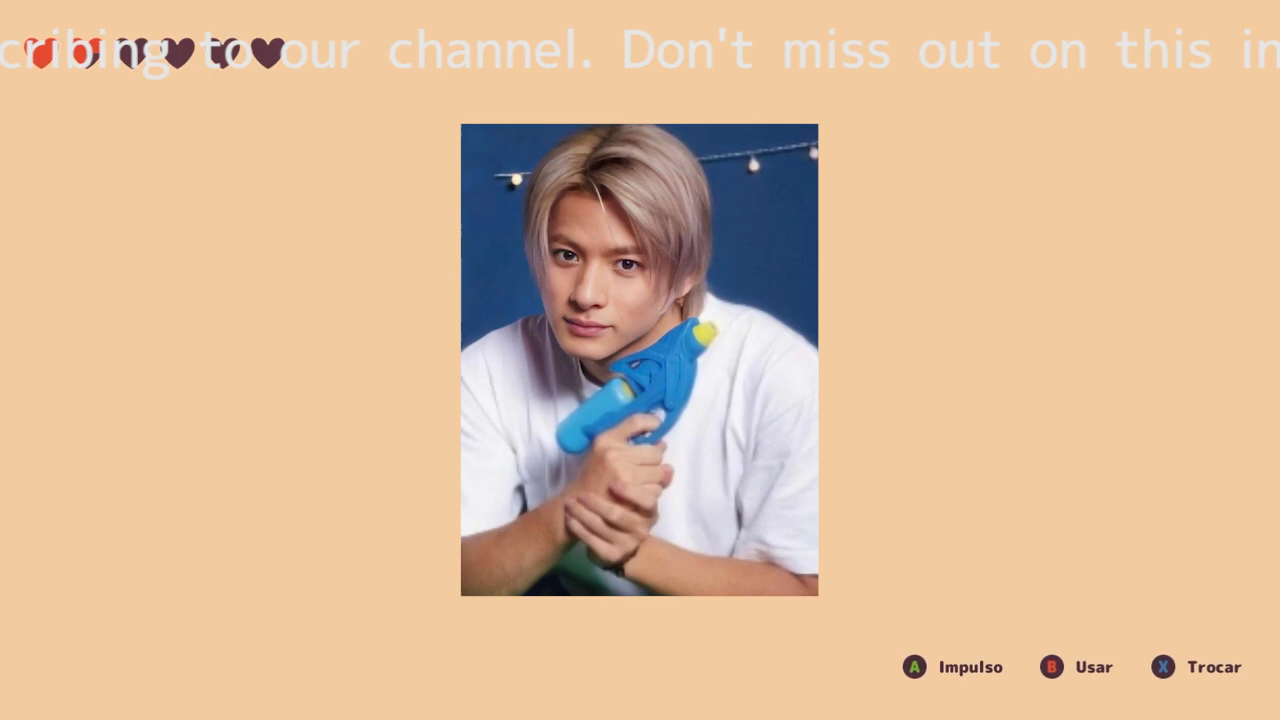 cribing to our channel. Don't miss out on this in
A Impulso B Usar X Trocar